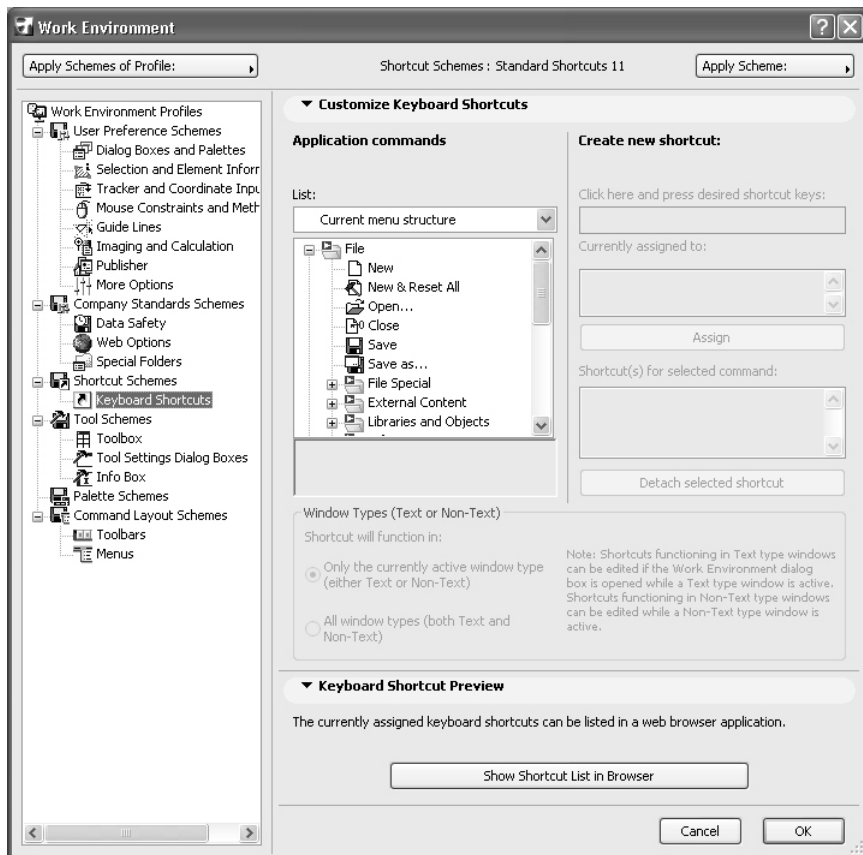 Work Environment
Apply Schemes of Profile:
Shortcut Schemes : Standard Shortcuts 11
Apply Scheme:
Work Environment Profiles
User Preference Schemes
Dialog Boxes and Palettes
Selection and Element Inforr
Tracker and Coordinate Inpu
Mouse Constraints and Meth
Guide Lines
Imaging and Calculation
Publisher
More Options
Company Standards Schemes
Data Safety
Web Options
Special Folders
Shortcut Schemes
Keyboard Shortcuts
Tool Schemes
Toolbox
Tool Settings Dialog Boxes
Info Box
Palette Schemes
Command Layout Schemes
Toolbars
Menus
Customize Keyboard Shortcuts
Application commands
List:
Current menu structure
File
New
New & Reset All
Open...
Close
Save
Save as...
File Special
External Content
Libraries and Objects
Create new shortcut:
Click here and press desired shortcut keys:
Currently assigned to:
Assign
Shortcut(s) for selected command:
Detach selected shortcut
Window Types (Text or Non-Text)
Shortcut will function in:
Only the currently active window type
(either Text or Non-Text)
All window types (both Text and
Non-Text)
Note: Shortcuts functioning in Text type windows
can be edited if the Work Environment dialog
box is opened while a Text type window is active.
Shortcuts functioning in Non-Text type windows
can be edited while a Non-Text type window is
active.
Keyboard Shortcut Preview
The currently assigned keyboard shortcuts can be listed in a web browser application.
Show Shortcut List in Browser
Cancel
OK